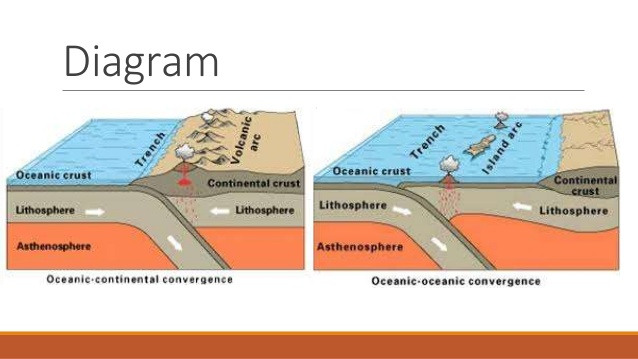 Diagram
Trench
Volcanic
arc
Oceanic crust
Continental crust
Lithosphere
Lithosphere
Asthenosphere
Oceanic-continental convergence
Trench
Island arc
Oceanic crust
Continental
crust
Lithosphere
Lithosphere
Asthenosphere
Oceanic-oceanic convergence